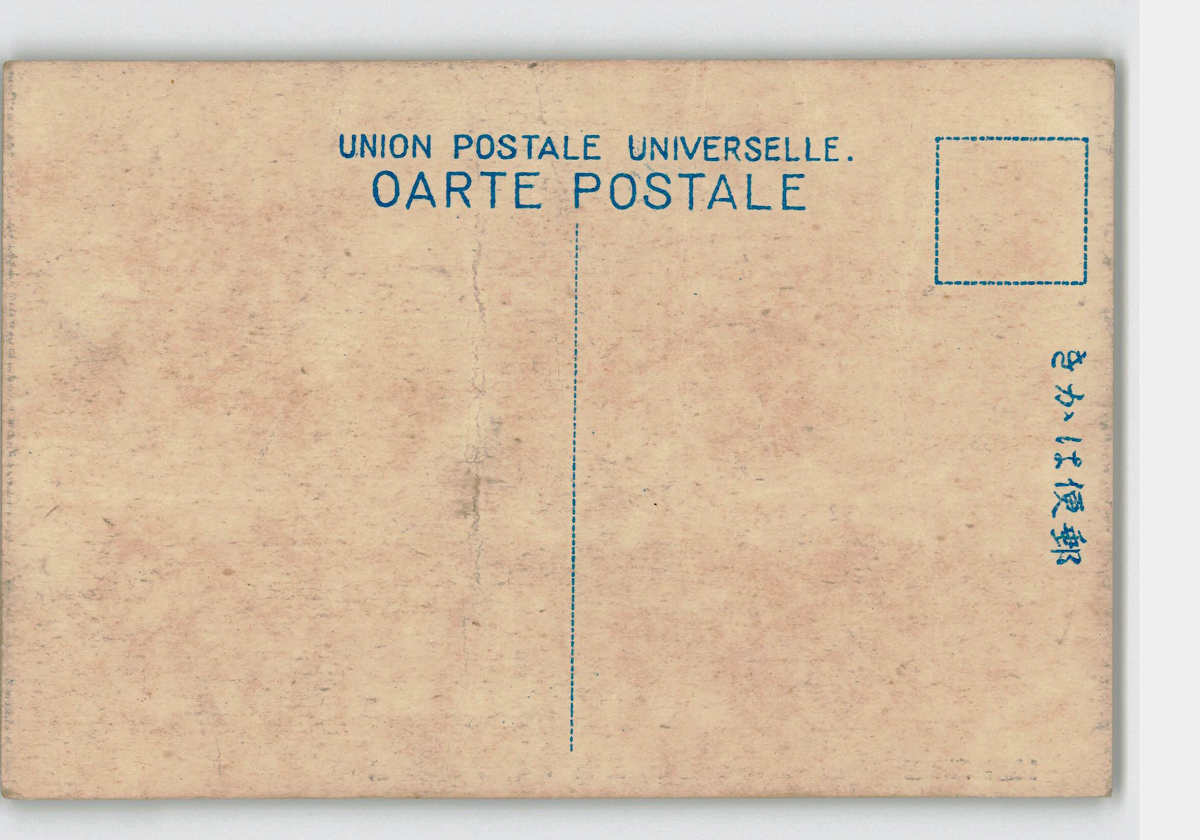 UNION POSTALE UNIVERSELLE.
OARTE POSTALE
郵便はかき